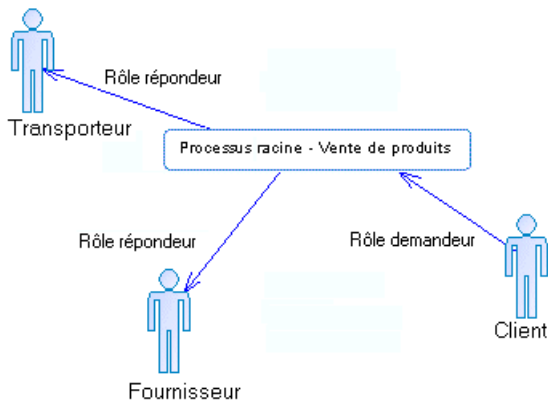 Rôle répondeur
Transporteur
Processus racine - Vente de produits
Rôle répondeur
Rôle demandeur
Client
Fournisseur